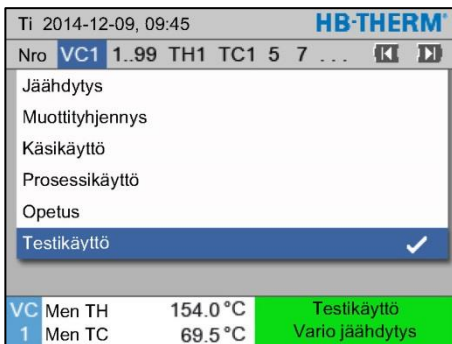 Ti 2014-12-09, 09:45 HB-THERM®
Nro VC1 1..99 TH1 TC1 5 7 ...
Jäähdytys
Muottityhjennys
Käsikäyttö
Prosessikäyttö
Opetus
Testikäyttö
VC Men TH 154.0 °C Testikäyttö
1 Men TC 69.5 °C Vario jäähdytys